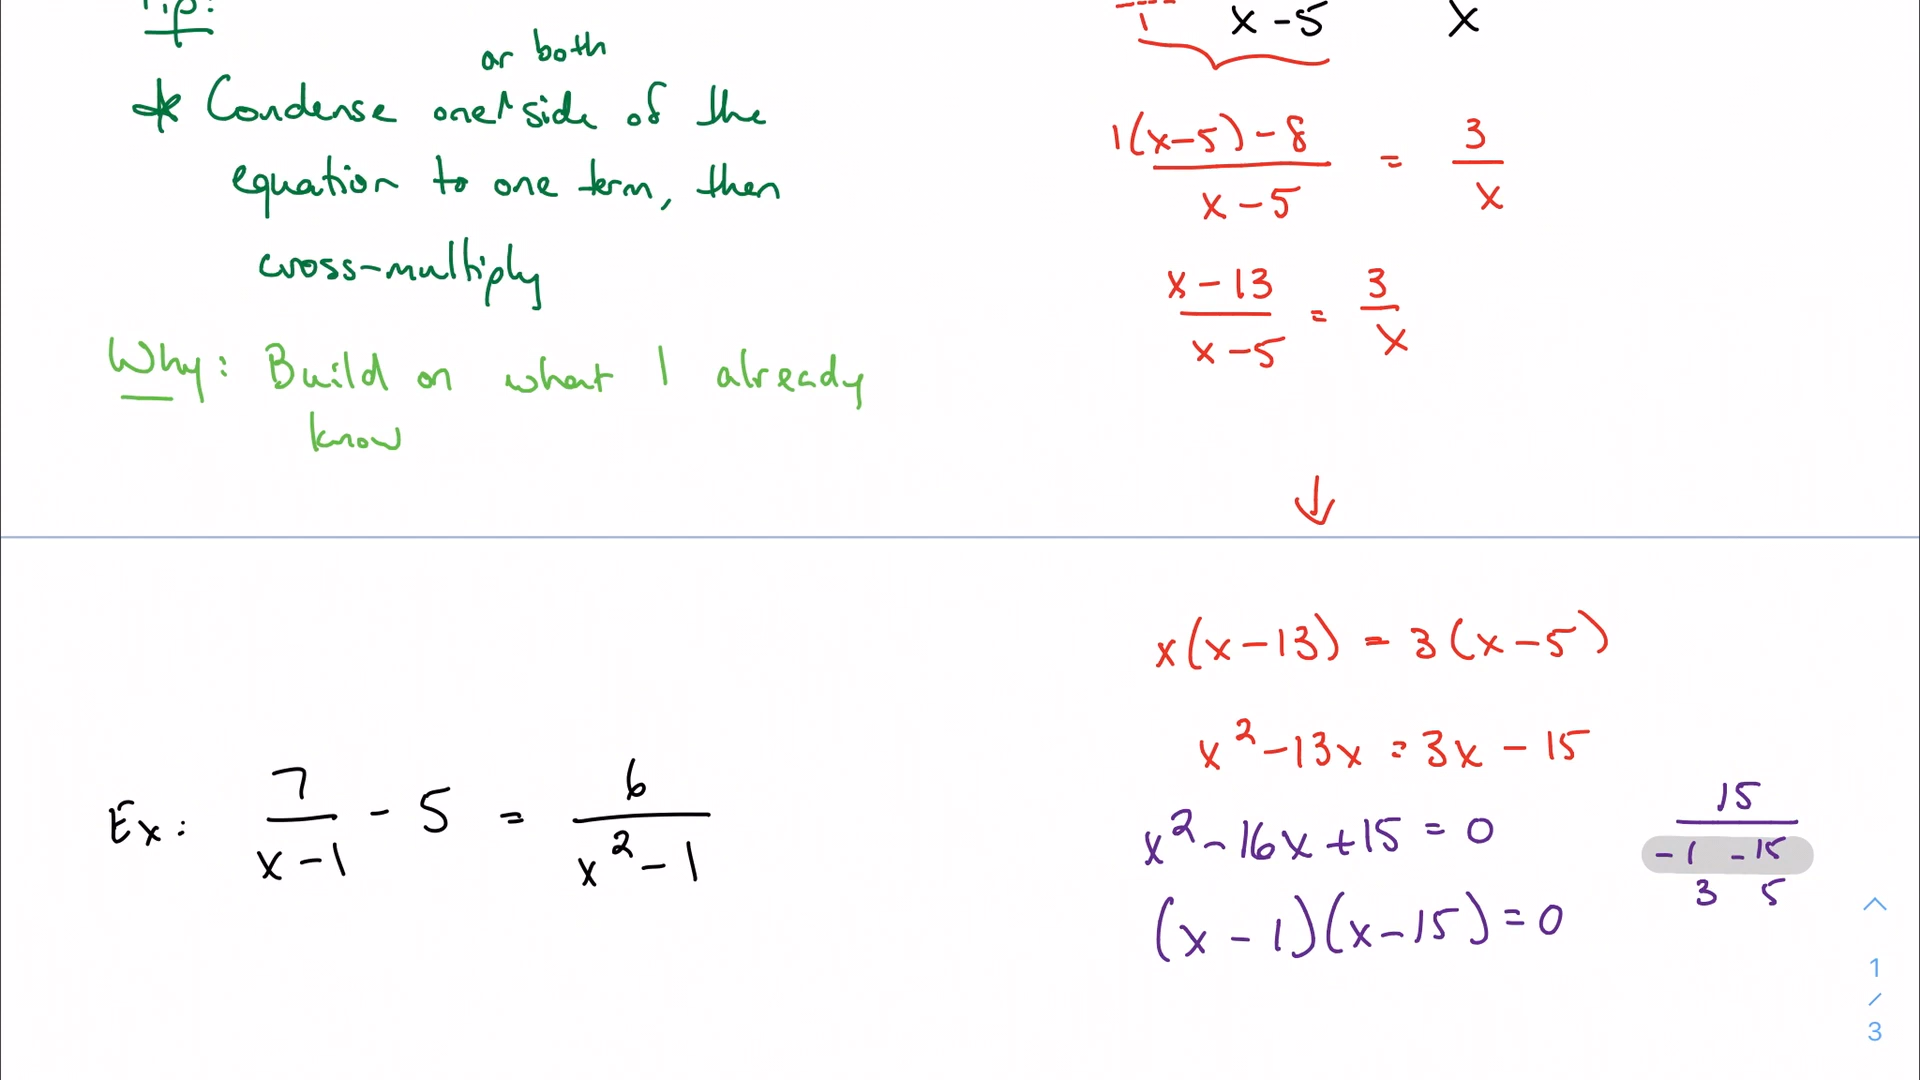 Tip:
or both
* Condense one^side of the
equation to one term, then
cross-multiply
Why: Build on what I already
know
1 x-5 x
1(x-5)-8 / x-5 = 3 / x
x-13 / x-5 = 3 / x
↓
x(x-13) = 3(x-5)
x²-13x = 3x-15
x²-16x+15 = 0
(x-1)(x-15) = 0
15
-1 -15
3 5
Ex: 7 / x-1 - 5 = 6 / x²-1
1
/
3